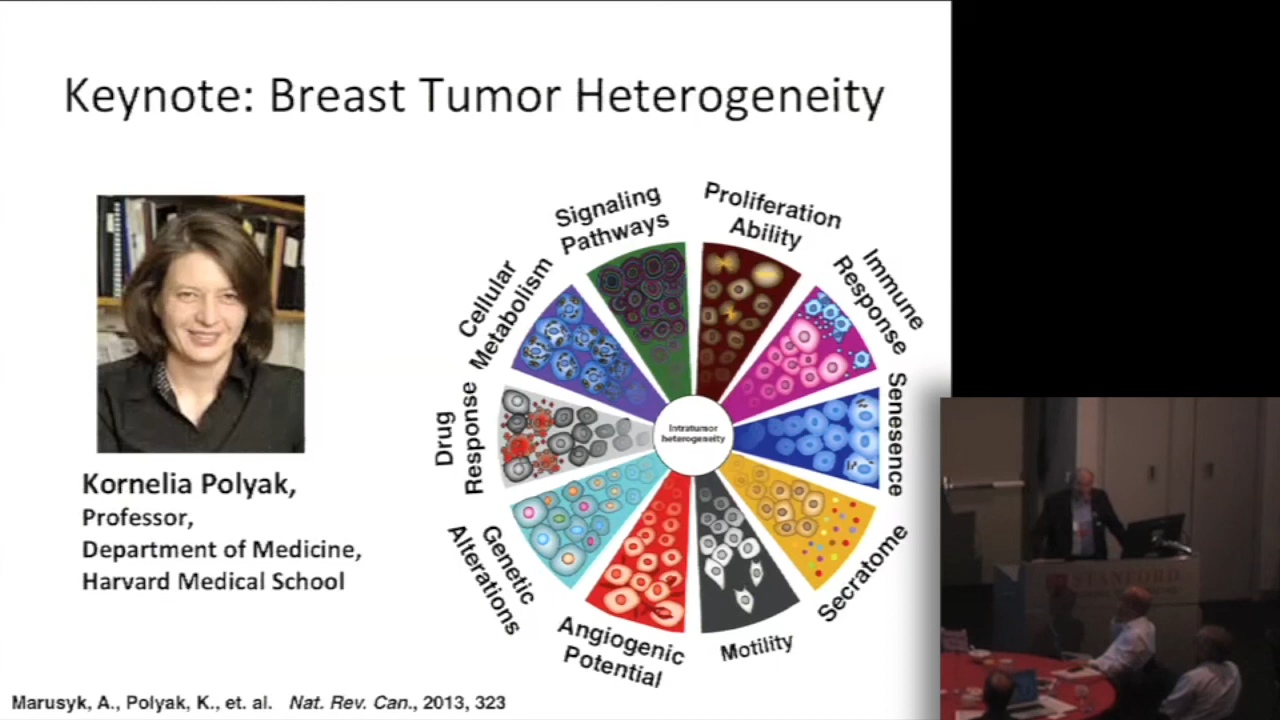 Keynote: Breast Tumor Heterogeneity
Signaling
Pathways
Proliferation
Ability
Immune
Response
Senesence
Secratome
Motility
Angiogenic
Potential
Genetic
Alterations
Drug
Response
Cellular
Metabolism
Intratumor
heterogeneity
Kornelia Polyak,
Professor,
Department of Medicine,
Harvard Medical School
Marusyk, A., Polyak, K., et. al. Nat. Rev. Can., 2013, 323
STANFORD